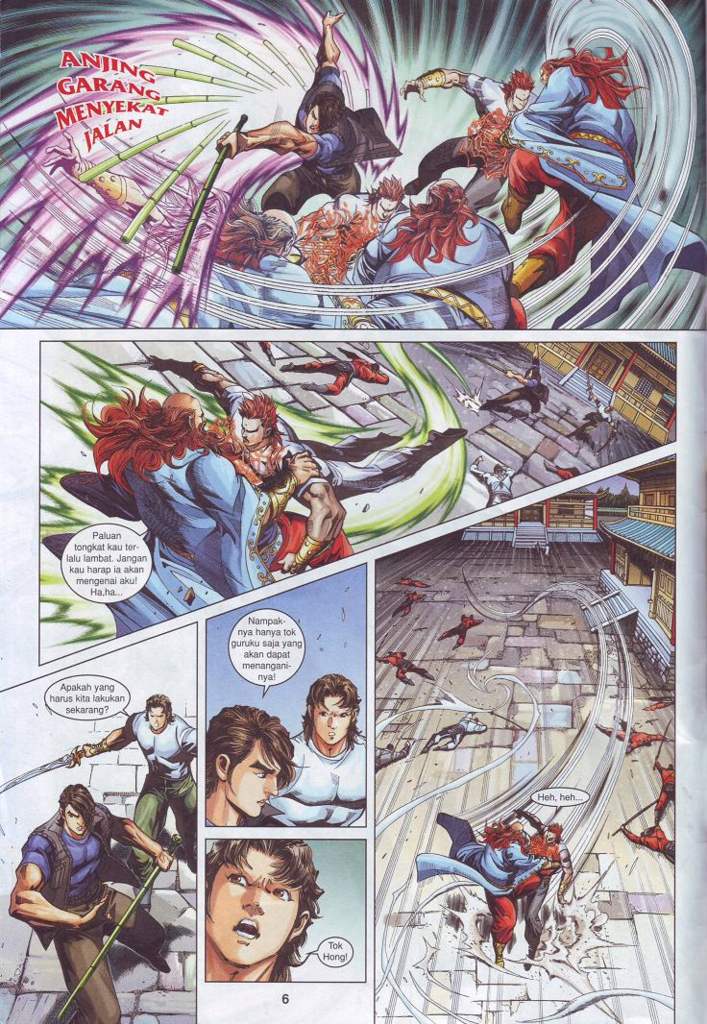 ANJING
GARANG
MENYEKAT
JALAN
Paluan
tongkat kau ter-
lalu lambat. Jangan
kau harap ia akan
mengenai aku!
Ha,ha...
Apakah yang
harus kita lakukan
sekarang?
Nampak-
nya hanya tok
guruku saja yang
akan dapat
menangani-
nya!
Tok
Hong!
Heh, heh...
6